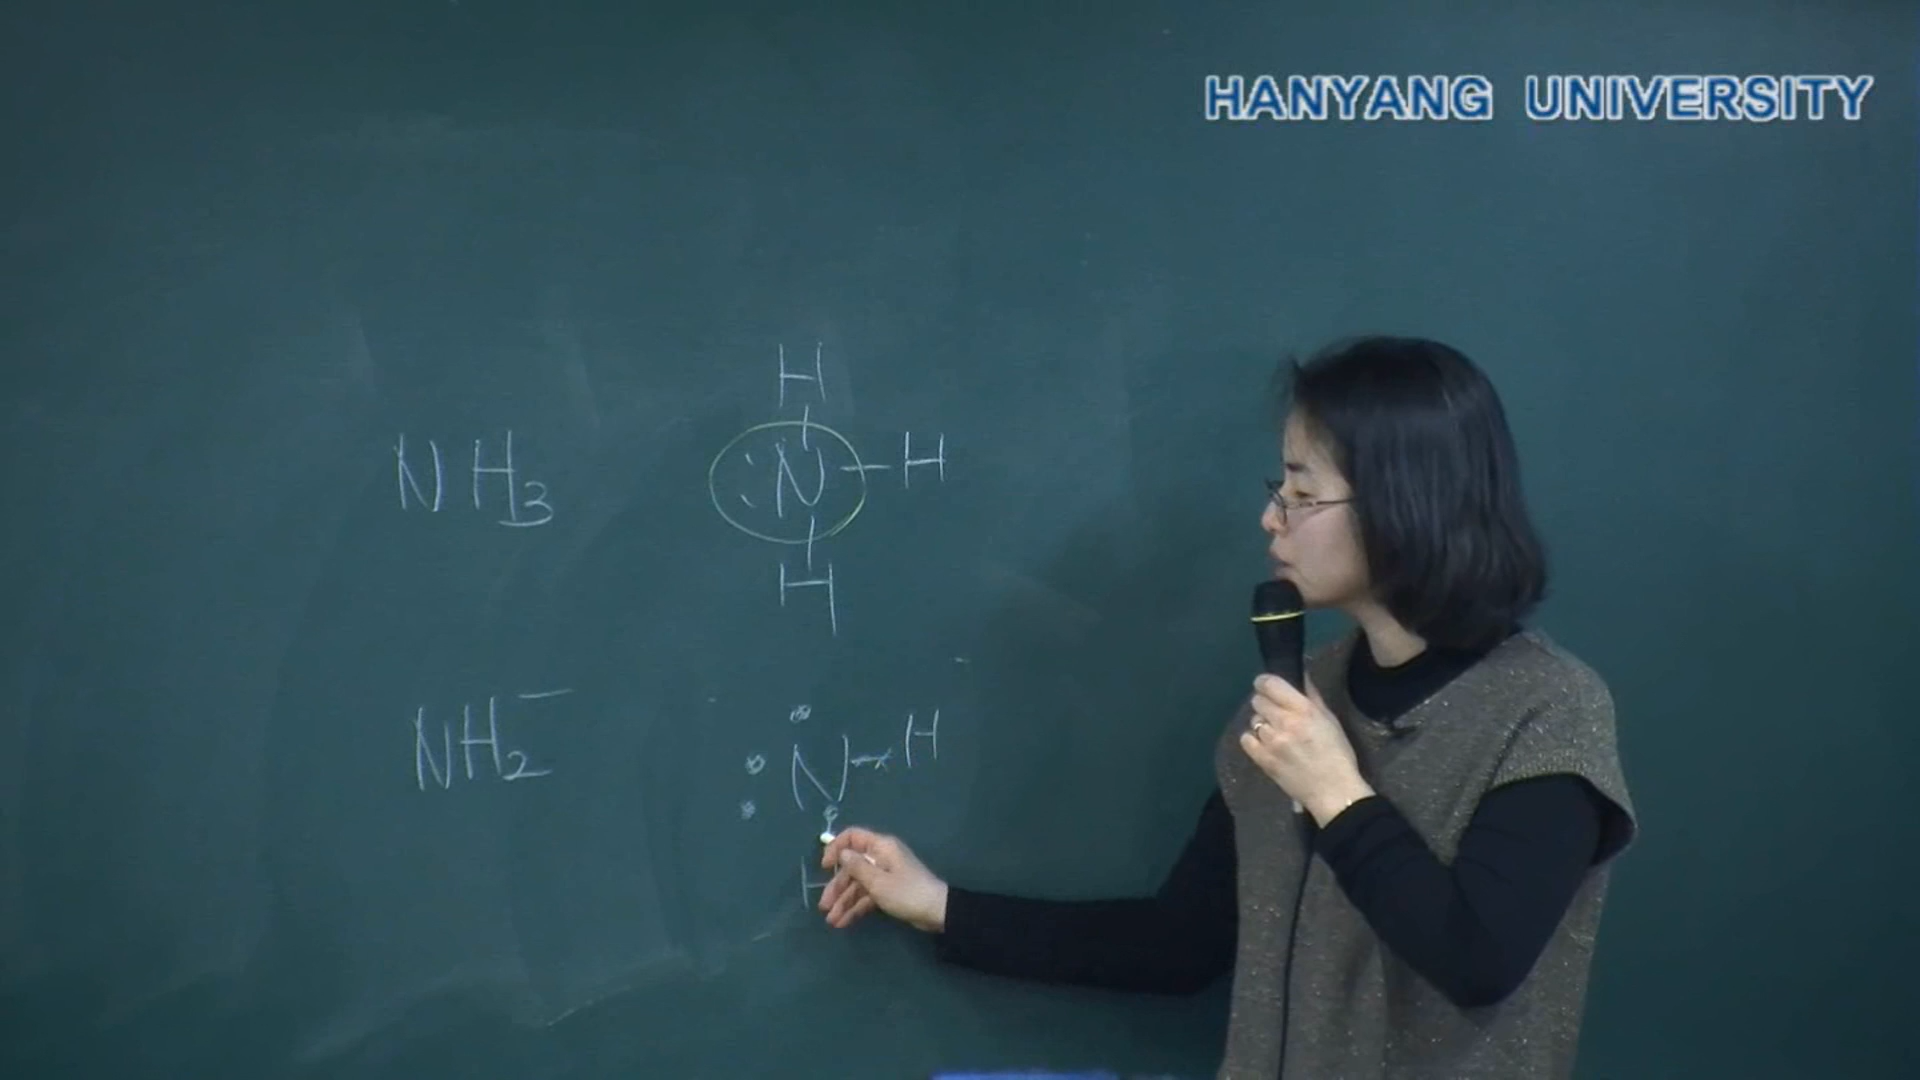 HANYANG UNIVERSITY
H
NH₃ :N-H
H
NH₂⁻ N-H
H